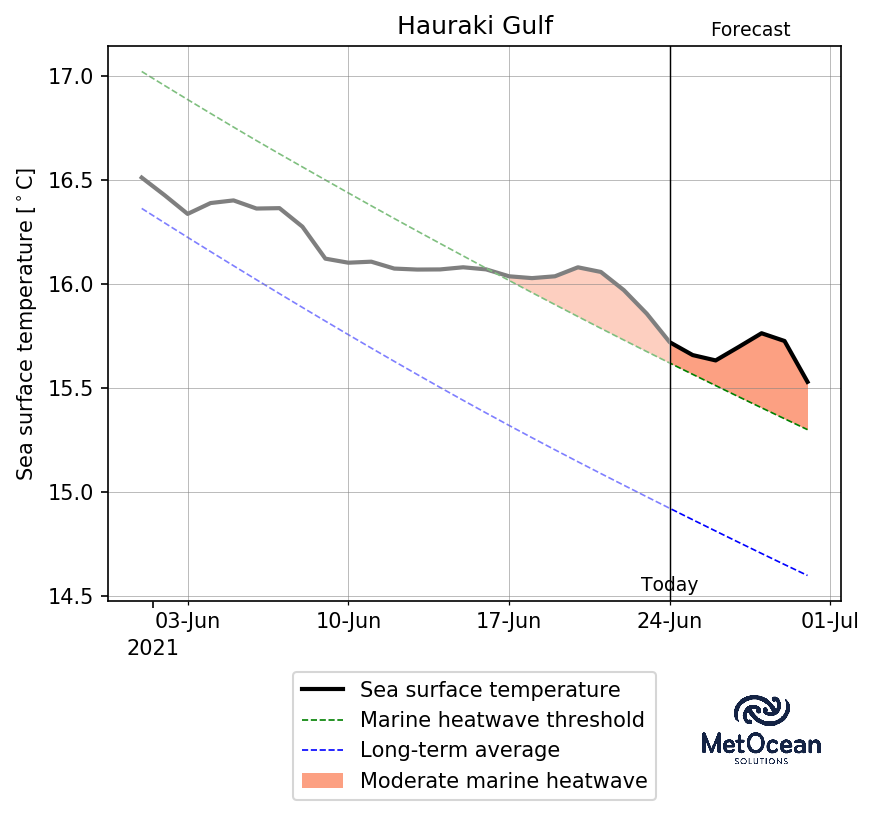 Hauraki Gulf
Forecast
Sea surface temperature [°C]
17.0
16.5
16.0
15.5
15.0
14.5
Today
03-Jun
10-Jun
17-Jun
24-Jun
01-Jul
2021
Sea surface temperature
Marine heatwave threshold
Long-term average
Moderate marine heatwave
MetOcean
SOLUTIONS